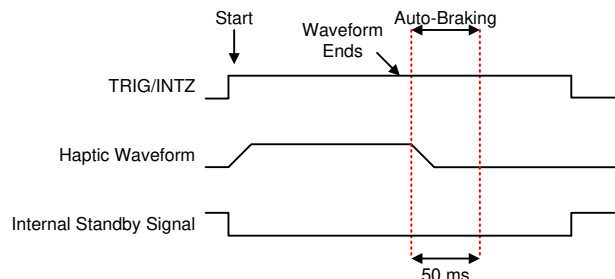 Start
Auto-Braking
Waveform
Ends
TRIG/INTZ
Haptic Waveform
Internal Standby Signal
50 ms